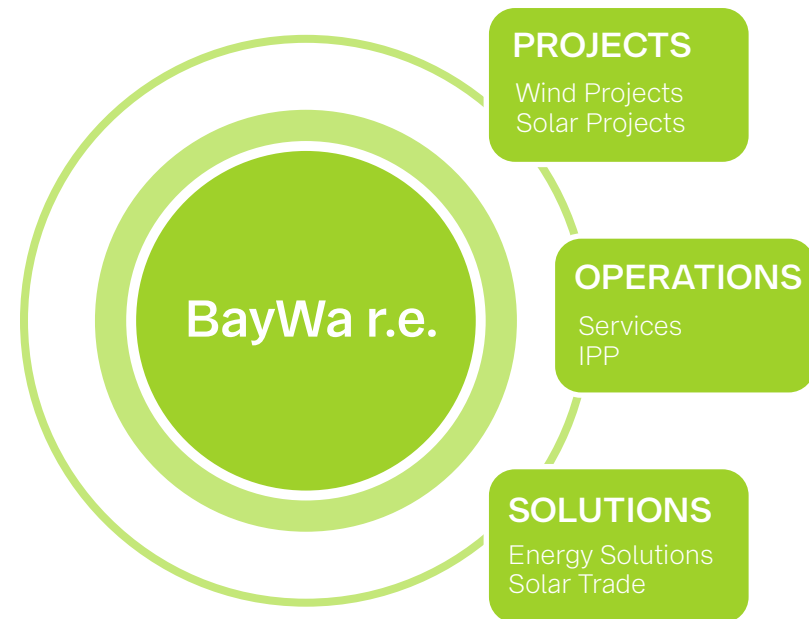 PROJECTS
Wind Projects
Solar Projects
BayWa r.e.
OPERATIONS
Services
IPP
SOLUTIONS
Energy Solutions
Solar Trade